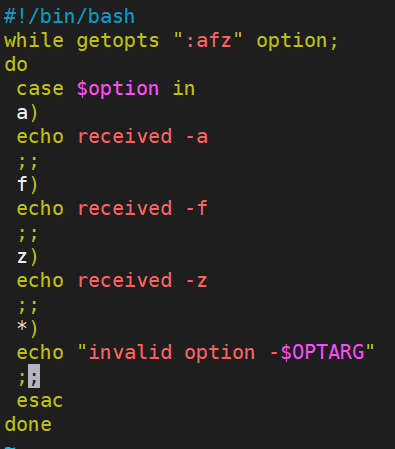 #!/bin/bash
while getopts ":afz" option;
do
 case $option in
 a)
 echo received -a
 ;;
 f)
 echo received -f
 ;;
 z)
 echo received -z
 ;;
 *)
 echo "invalid option -$OPTARG"
 ;;
 esac
done
~